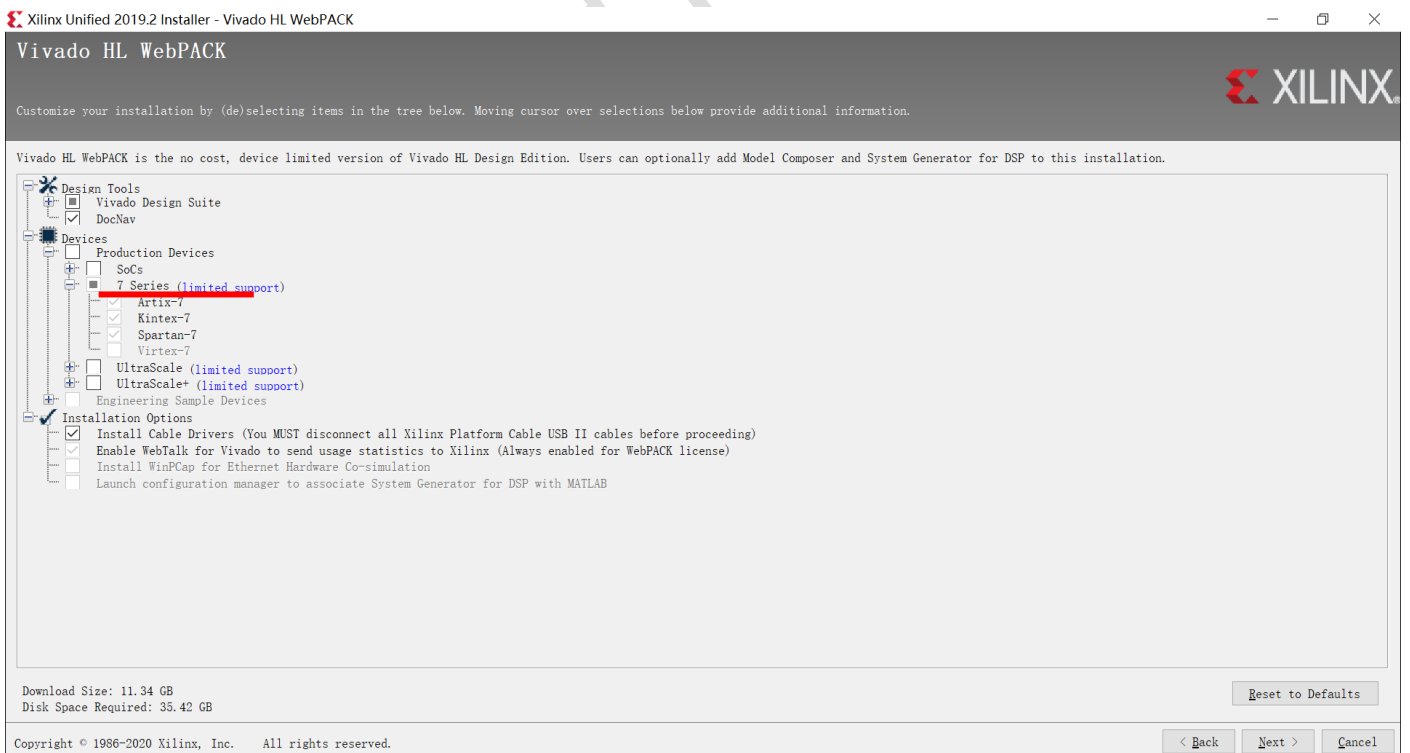 Xilinx Unified 2019.2 Installer - Vivado HL WebPACK
Vivado HL WebPACK
XILINX®
Customize your installation by (de)selecting items in the tree below. Moving cursor over selections below provide additional information.
Vivado HL WebPACK is the no cost, device limited version of Vivado HL Design Edition. Users can optionally add Model Composer and System Generator for DSP to this installation.
Design Tools
Vivado Design Suite
DocNav
Devices
Production Devices
SoCs
7 Series (limited support)
Artix-7
Kintex-7
Spartan-7
Virtex-7
UltraScale (limited support)
UltraScale+ (limited support)
Engineering Sample Devices
Installation Options
Install Cable Drivers (You MUST disconnect all Xilinx Platform Cable USB II cables before proceeding)
Enable WebTalk for Vivado to send usage statistics to Xilinx (Always enabled for WebPACK license)
Install WinPCap for Ethernet Hardware Co-simulation
Launch configuration manager to associate System Generator for DSP with MATLAB
Download Size: 11.34 GB
Disk Space Required: 35.42 GB
Reset to Defaults
Copyright © 1986-2020 Xilinx, Inc. All rights reserved.
< Back Next > Cancel